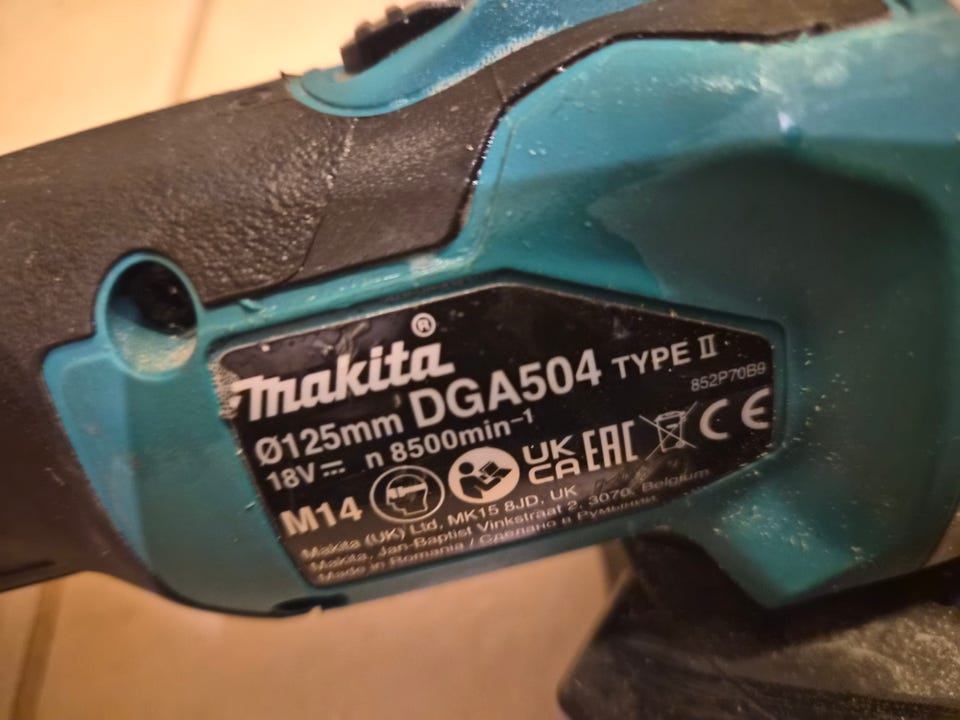 makita®
Ø125mm DGA504 TYPE II
852P70B9
18V⎓ n 8500min⁻¹
M14 UK CA EAC CE
Makita (UK) Ltd, MK15 8JD, UK
Makita, Jan-Baptist Vinkstraat 2, 3070, Belgium
Made in Romania / Сделано в Румынии